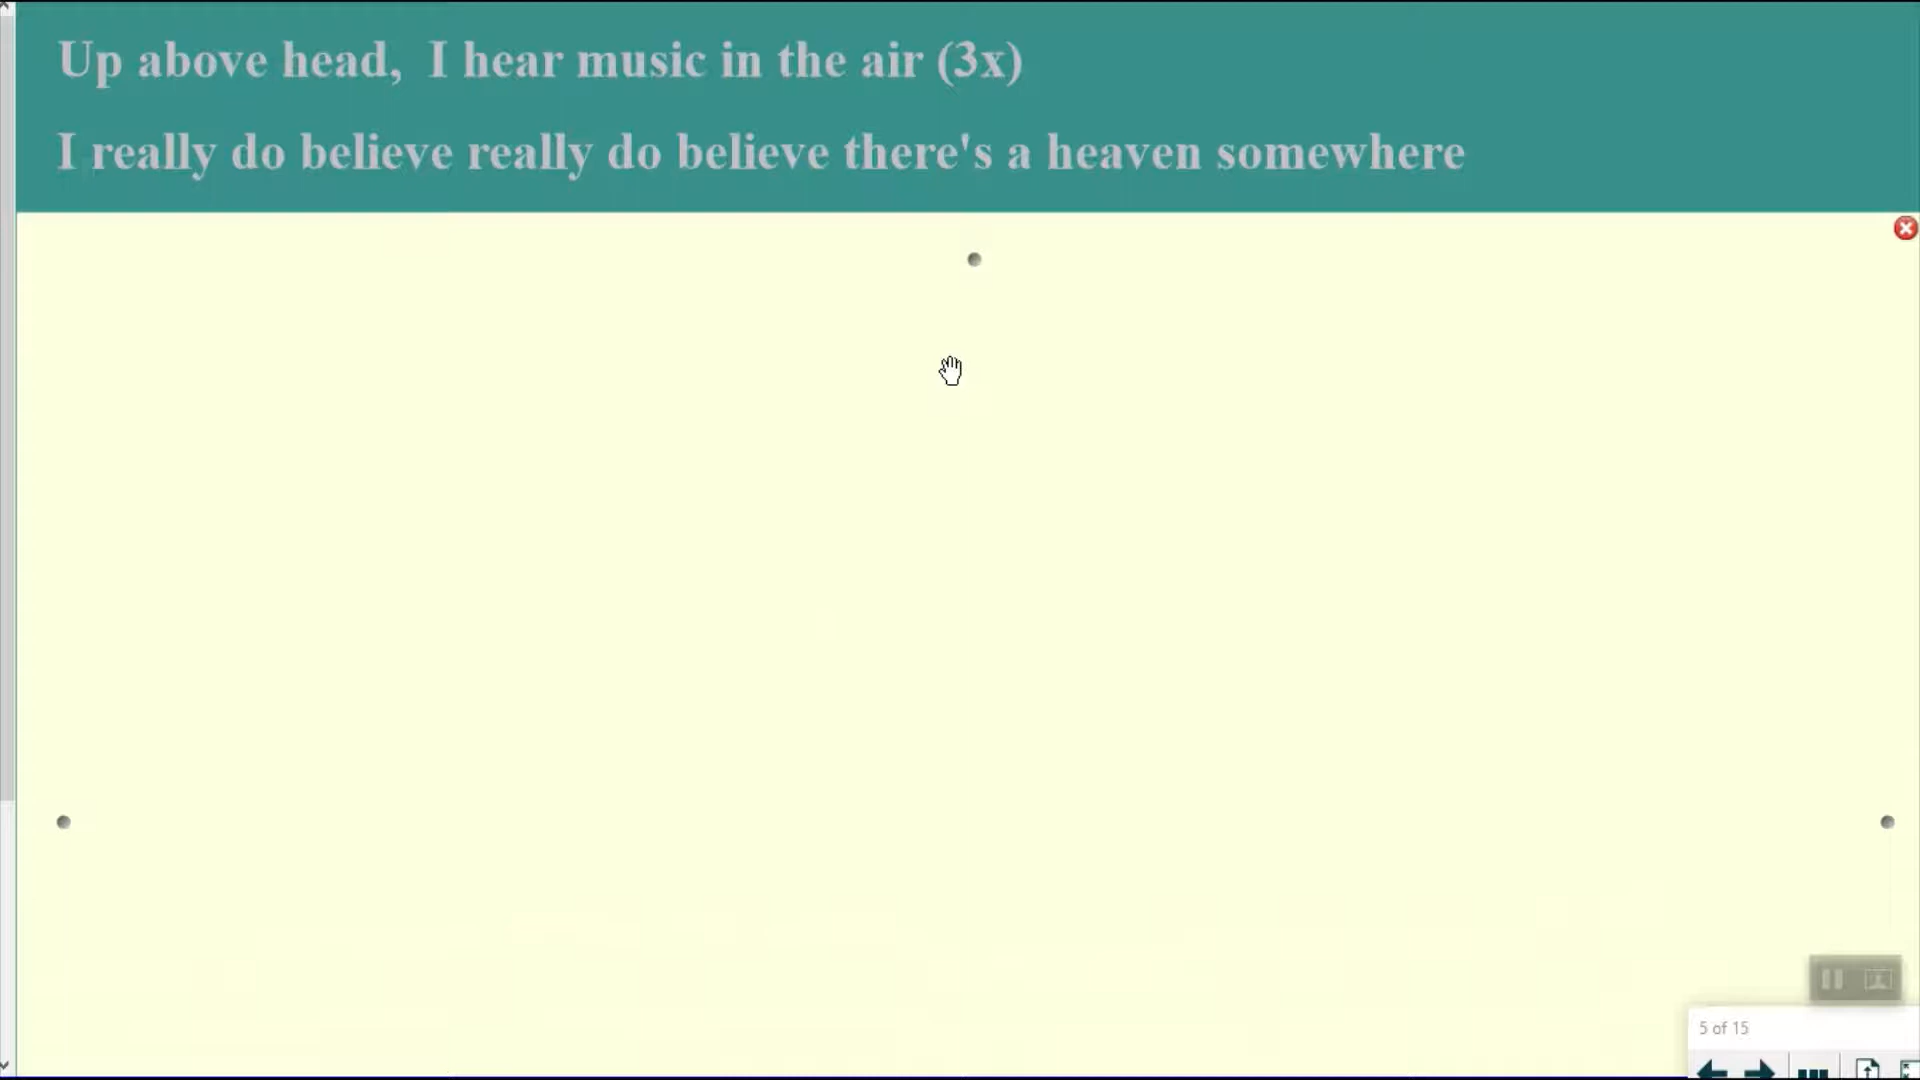 Up above head, I hear music in the air (3x)
I really do believe really do believe there's a heaven somewhere
5 of 15